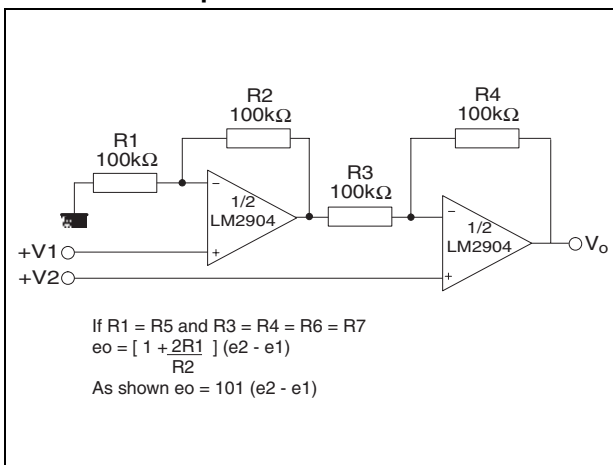 R2
100kΩ
R4
100kΩ
R1
100kΩ
R3
100kΩ
1/2
LM2904
1/2
LM2904
+V1
+V2
Vo
If R1 = R5 and R3 = R4 = R6 = R7
eo = [ 1 + 2R1 ] (e2 - e1)
R2
As shown eo = 101 (e2 - e1)